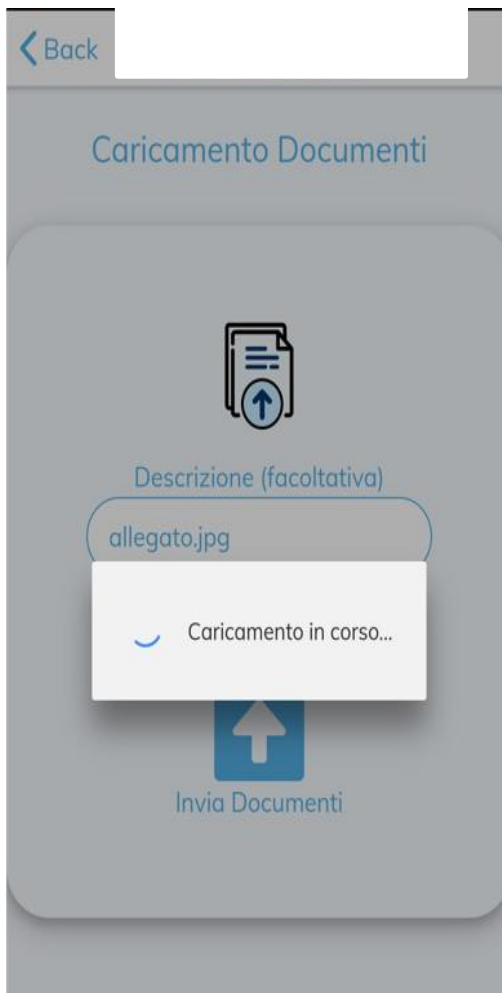 Back
Caricamento Documenti
Descrizione (facoltativa)
allegato.jpg
Caricamento in corso...
Invia Documenti